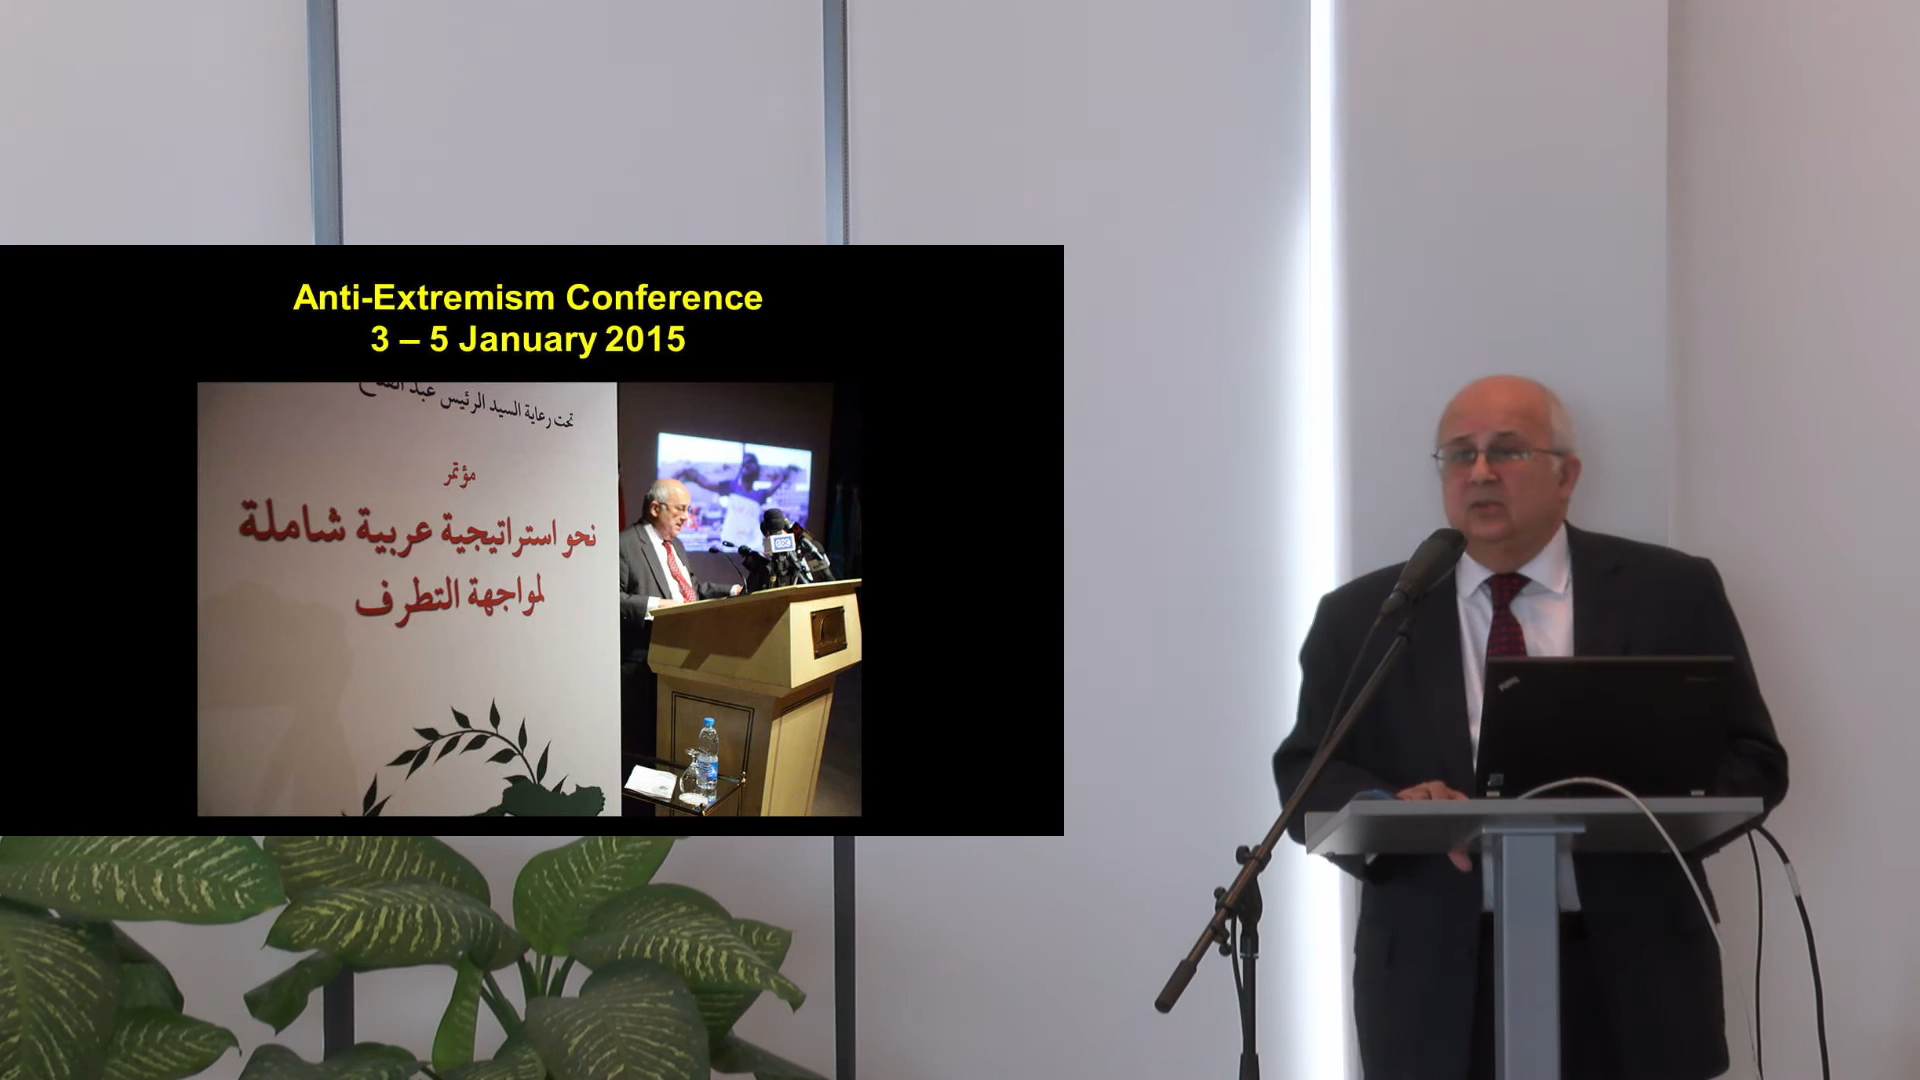 Anti-Extremism Conference
3 – 5 January 2015
تحت رعاية السيد الرئيس عبد
مؤتمر
نحو استراتيجية عربية شاملة
لمواجهة التطرف
cbc